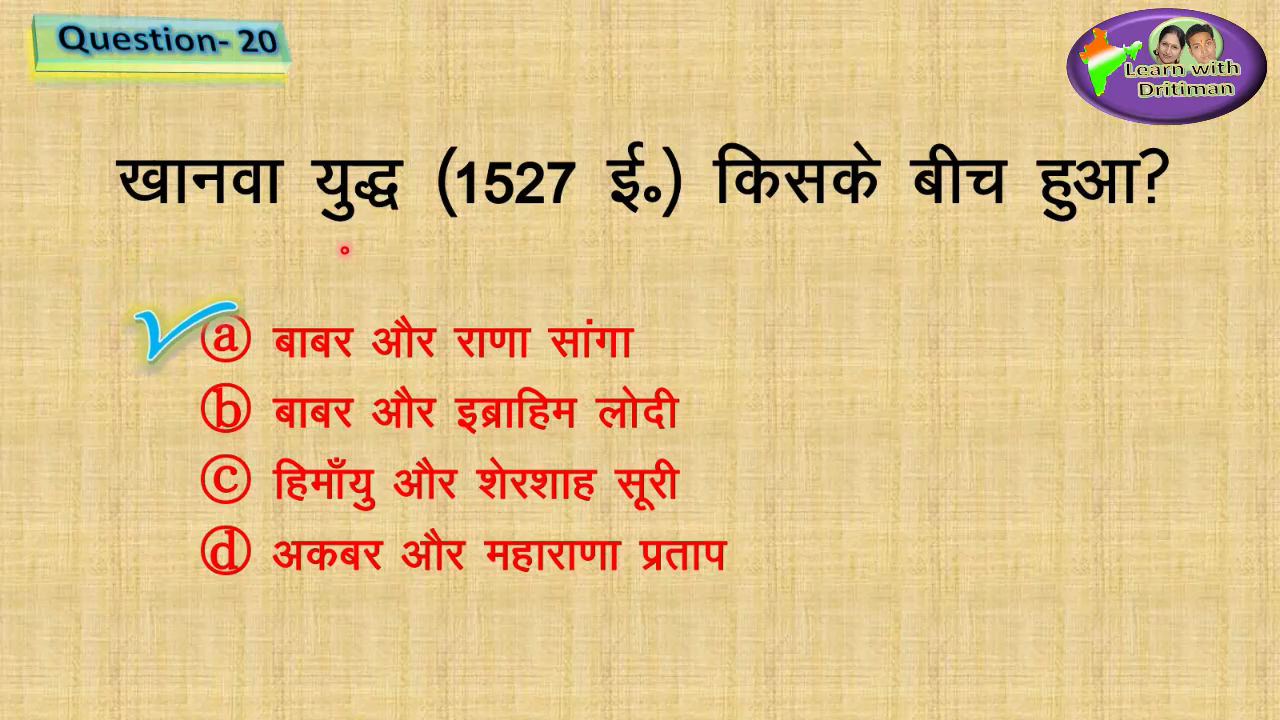 Question- 20
Learn with
Dritiman
खानवा युद्ध (1527 ई॰) किसके बीच हुआ?
ⓐ बाबर और राणा सांगा
ⓑ बाबर और इब्राहिम लोदी
ⓒ हिमाँयु और शेरशाह सूरी
ⓓ अकबर और महाराणा प्रताप